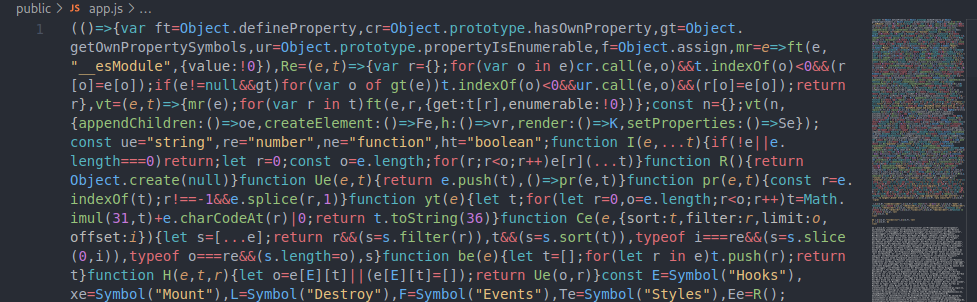 public > JS app.js > ...
1 (()=>{var ft=Object.defineProperty,cr=Object.prototype.hasOwnProperty,gt=Object.
getOwnPropertySymbols,ur=Object.prototype.propertyIsEnumerable,f=Object.assign,mr=e=>ft(e,
"__esModule",{value:!0}),Re=(e,t)=>{var r={};for(var o in e)cr.call(e,o)&&t.indexOf(o)<0&&(r
[o]=e[o]);if(e!=null&&gt)for(var o of gt(e))t.indexOf(o)<0&&ur.call(e,o)&&(r[o]=e[o]);return
r},vt=(e,t)=>{mr(e);for(var r in t)ft(e,r,{get:t[r],enumerable:!0})};const n={};vt(n,
{appendChildren:()=>oe,createElement:()=>Fe,h:()=>vr,render:()=>K,setProperties:()=>Se});
const ue="string",re="number",ne="function",ht="boolean";function I(e,...t){if(!e||e.
length===0)return;let r=0;const o=e.length;for(r;r<o;r++)e[r](...t)}function R(){return
Object.create(null)}function Ue(e,t){return e.push(t),()=>pr(e,t)}function pr(e,t){const r=e.
indexOf(t);r!==-1&&e.splice(r,1)}function yt(e){let t;for(let r=0,o=e.length;r<o;r++)t=Math.
imul(31,t)+e.charCodeAt(r)|0;return t.toString(36)}function Ce(e,{sort:t,filter:r,limit:o,
offset:i}){let s=[...e];return r&&(s=s.filter(r)),t&&(s=s.sort(t)),typeof i===re&&(s=s.slice
(0,i)),typeof o===re&&(s.length=o),s}function be(e){let t=[];for(let r in e)t.push(r);return
t}function H(e,t,r){let o=e[E][t]||(e[E][t]=[]);return Ue(o,r)}const E=Symbol("Hooks"),
xe=Symbol("Mount"),L=Symbol("Destroy"),F=Symbol("Events"),Te=Symbol("Styles"),Ee=R();